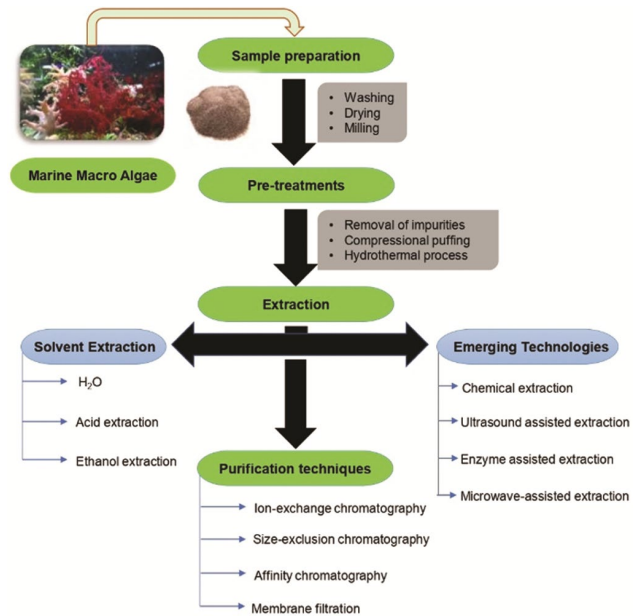 Sample preparation
• Washing
• Drying
• Milling
Marine Macro Algae
Pre-treatments
• Removal of impurities
• Compressional puffing
• Hydrothermal process
Extraction
Solvent Extraction
H₂O
Acid extraction
Ethanol extraction
Emerging Technologies
Chemical extraction
Ultrasound assisted extraction
Enzyme assisted extraction
Microwave-assisted extraction
Purification techniques
Ion-exchange chromatography
Size-exclusion chromatography
Affinity chromatography
Membrane filtration